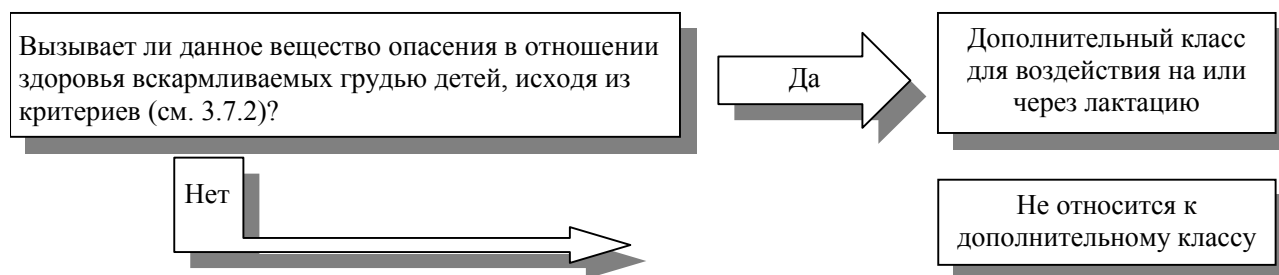 Вызывает ли данное вещество опасения в отношении
здоровья вскармливаемых грудью детей, исходя из
критериев (см. 3.7.2)?
Да
Дополнительный класс
для воздействия на или
через лактацию
Нет
Не относится к
дополнительному классу